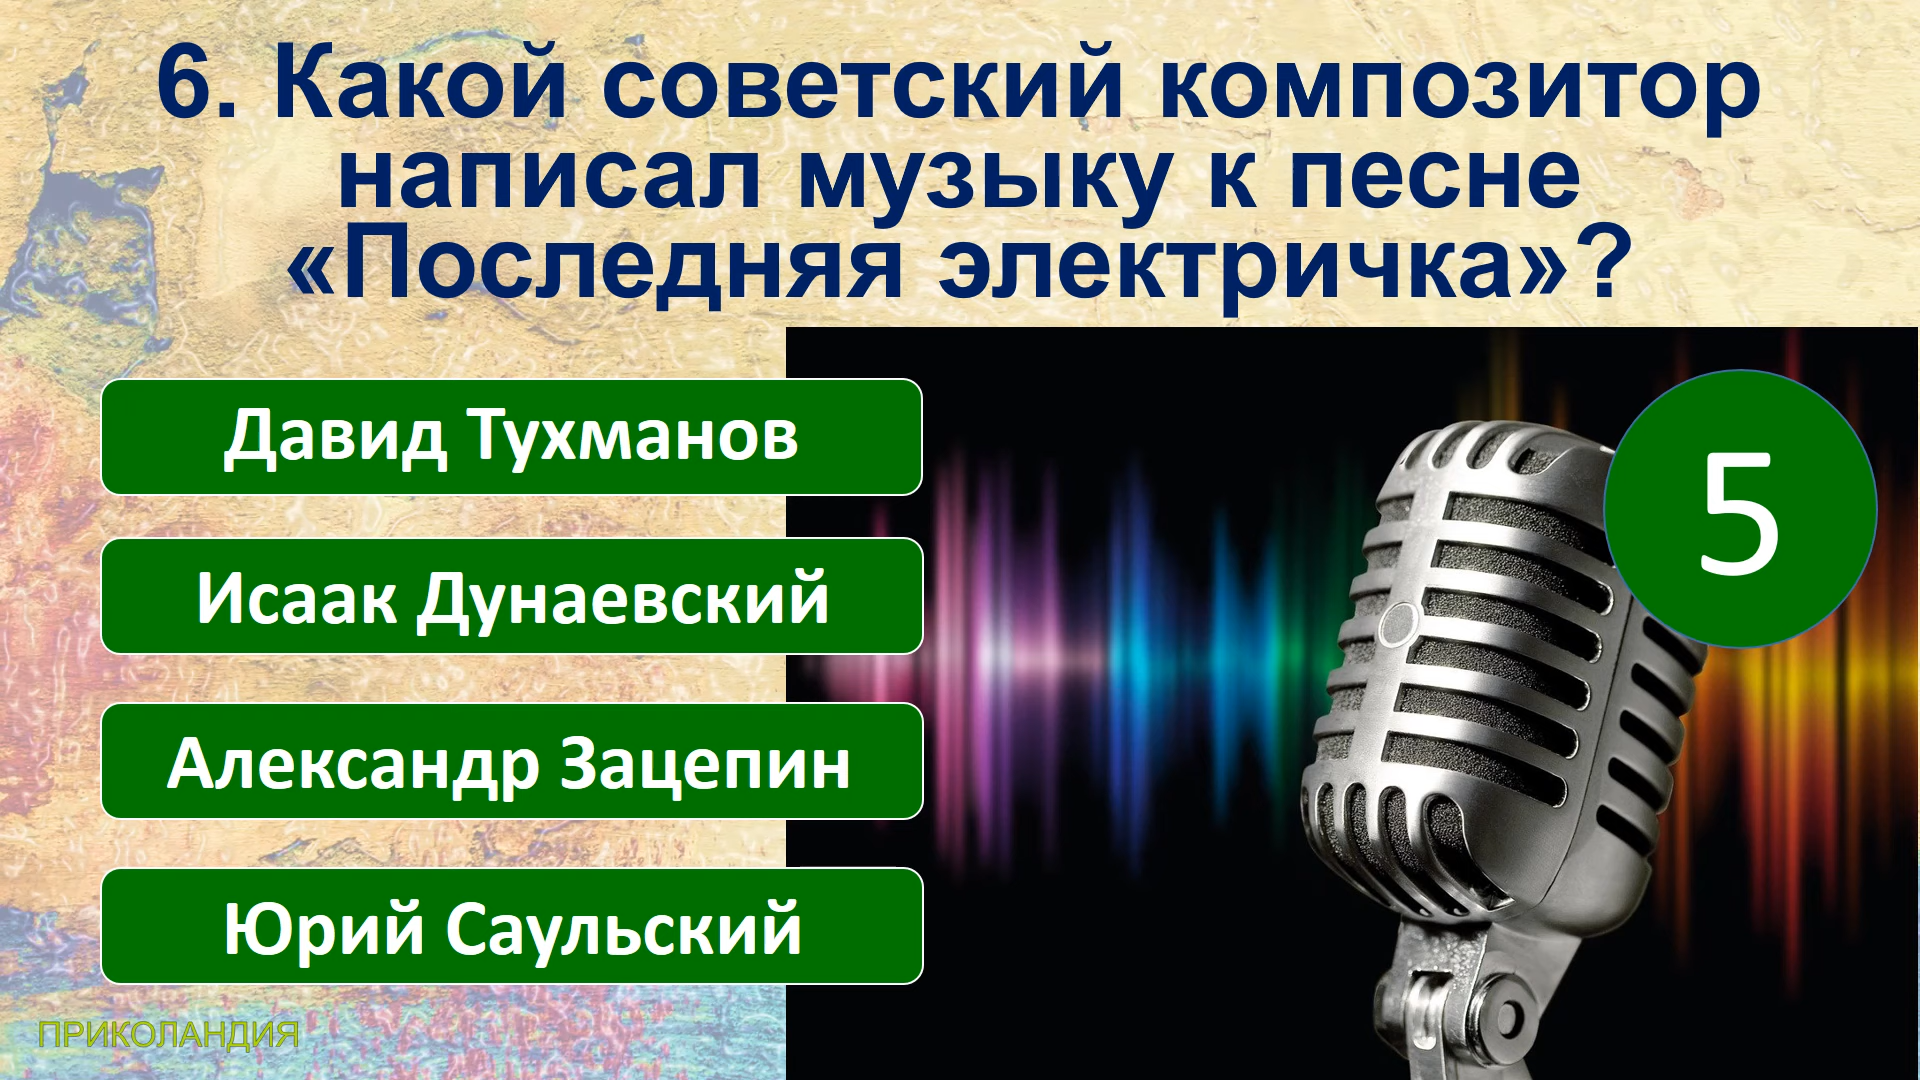 6. Какой советский композитор
написал музыку к песне
«Последняя электричка»?
Давид Тухманов
5
Исаак Дунаевский
Александр Зацепин
Юрий Саульский
ПРИКОЛАНДИЯ